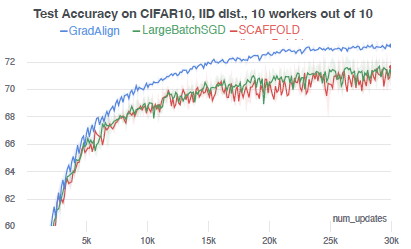 Test Accuracy on CIFAR10, IID dist., 10 workers out of 10
GradAlign LargeBatchSGD SCAFFOLD
72
70
68
66
64
62
60
num_updates
5k 10k 15k 20k 25k 30k